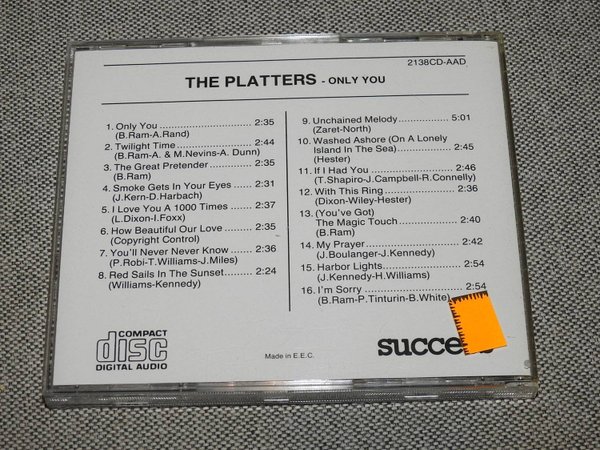 2138CD-AAD
THE PLATTERS - ONLY YOU
1. Only You ........................... 2:35
(B.Ram-A.Rand)
2. Twilight Time ..................... 2:44
(B.Ram-A. & M.Nevins-A. Dunn)
3. The Great Pretender .......... 2:35
(B.Ram)
4. Smoke Gets In Your Eyes ...... 2:31
(J.Kern-D.Harbach)
5. I Love You A 1000 Times ...... 2:37
(L.Dixon-I.Foxx)
6. How Beautiful Our Love ....... 2:35
(Copyright Control)
7. You'll Never Never Know ..... 2:36
(P.Robi-T.Williams-J.Miles)
8. Red Sails In The Sunset........ 2:24
(Williams-Kennedy)
9. Unchained Melody............... 5:01
(Zaret-North)
10. Washed Ashore (On A Lonely
Island In The Sea)................ 2:45
(Hester)
11. If I Had You ........................ 2:46
(T.Shapiro-J.Campbell-R.Connelly)
12. With This Ring .................... 2:36
(Dixon-Wiley-Hester)
13. (You've Got)
The Magic Touch ................ 2:40
(B.Ram)
14. My Prayer........................... 2:42
(J.Boulanger-J.Kennedy)
15. Harbor Lights...................... 2:54
(J.Kennedy-H.Williams)
16. I'm Sorry ............................ 2:54
(B.Ram-P.Tinturin-B.White)
COMPACT
disc
DIGITAL AUDIO
Made in E.E.C.